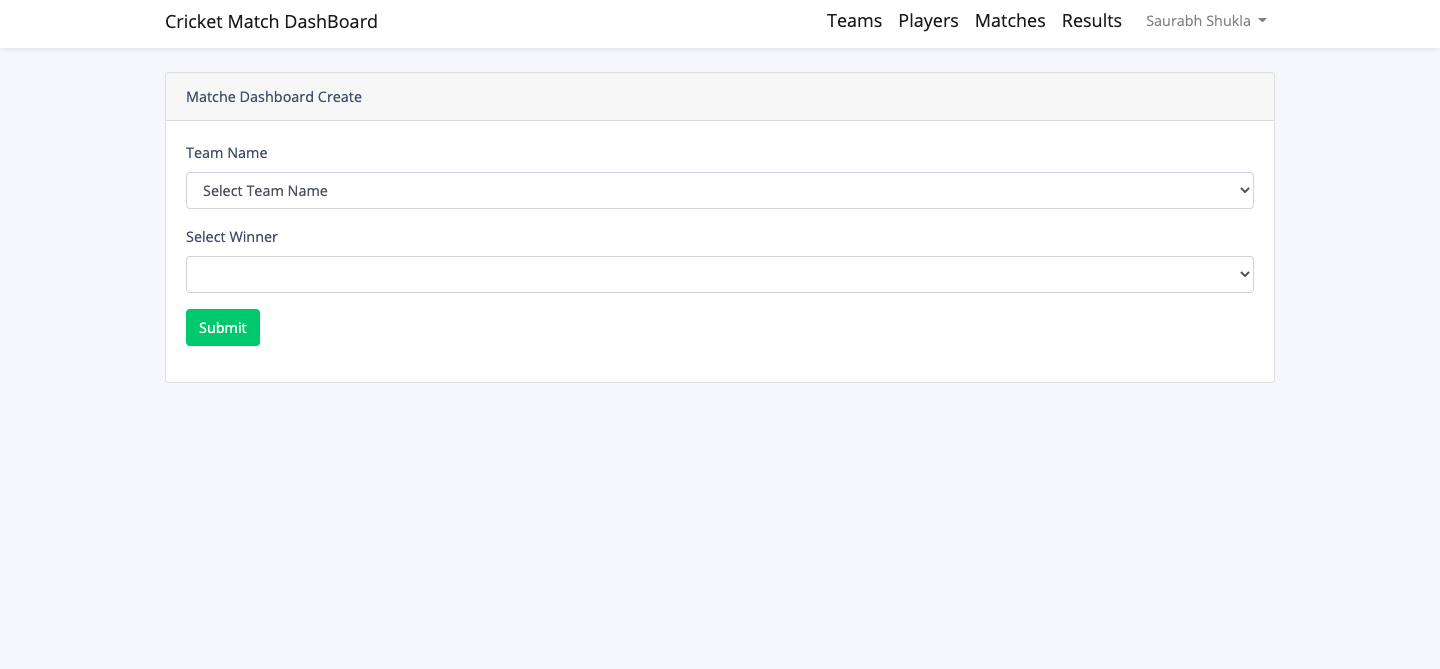 Cricket Match DashBoard Teams Players Matches Results Saurabh Shukla
Matche Dashboard Create
Team Name
Select Team Name
Select Winner
Submit